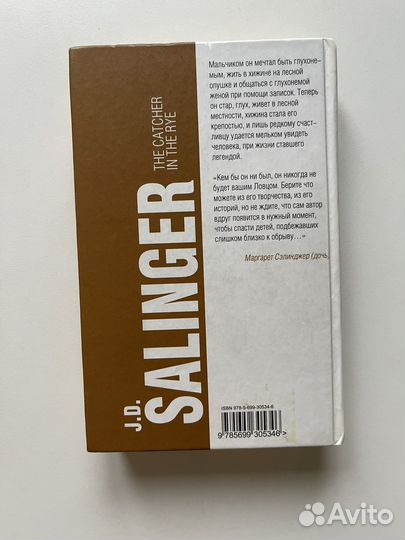 J.D.
SALINGER
THE CATCHER
IN THE RYE
Мальчиком он мечтал быть глухоне-
мым, жить в хижине на лесной
опушке и общаться с глухонемой
женой при помощи записок. Теперь
он стар, глух, живет в лесной
местности, хижина стала его
крепостью, и лишь редкому счаст-
ливцу удается мельком увидеть
человека, при жизни ставшего
легендой.
«Кем бы он ни был, он никогда не
будет вашим Ловцом. Берите что
можете из его творчества, из его
историй, но не ждите, что сам автор
вдруг появится в нужный момент,
чтобы спасти детей, подбежавших
слишком близко к обрыву…»
Маргарет Сэлинджер (дочь,
ISBN 978-5-699-30534-6
9 785699 305346 >
Avito